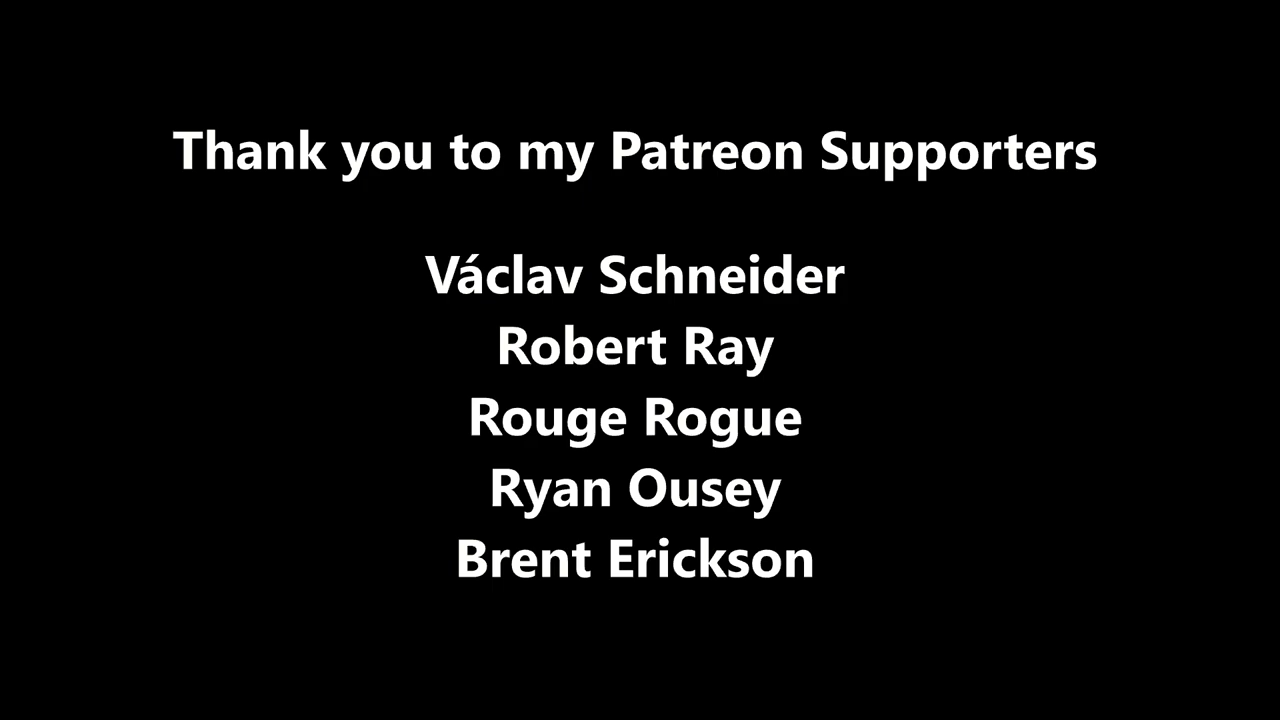 Thank you to my Patreon Supporters
Václav Schneider
Robert Ray
Rouge Rogue
Ryan Ousey
Brent Erickson